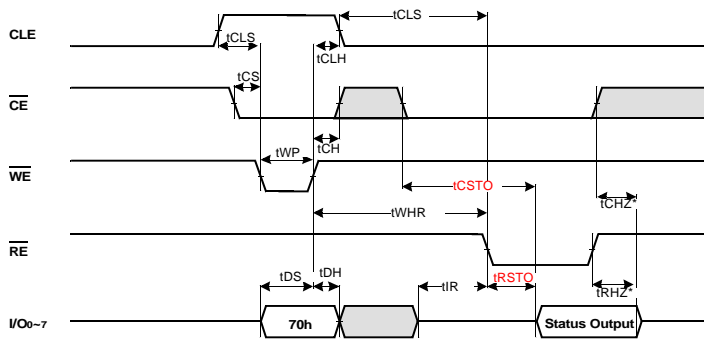 CLE
tCLS
tCLS
tCLH
tCS
CE
tCH
tWP
WE
tCSTO
tCHZ*
tWHR
RE
tDS
tDH
tIR
tRSTO
tRHZ*
I/O0~7
70h
Status Output